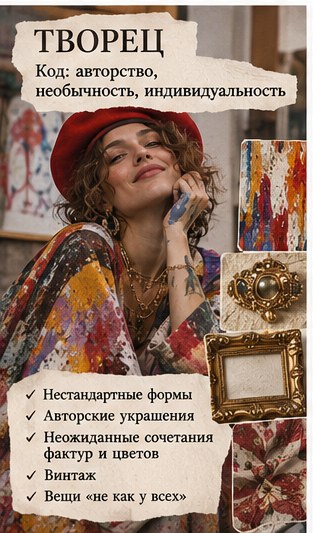 ТВОРЕЦ
Код: авторство,
необычность, индивидуальность
✓ Нестандартные формы
✓ Авторские украшения
✓ Неожиданные сочетания
фактур и цветов
✓ Винтаж
✓ Вещи «не как у всех»